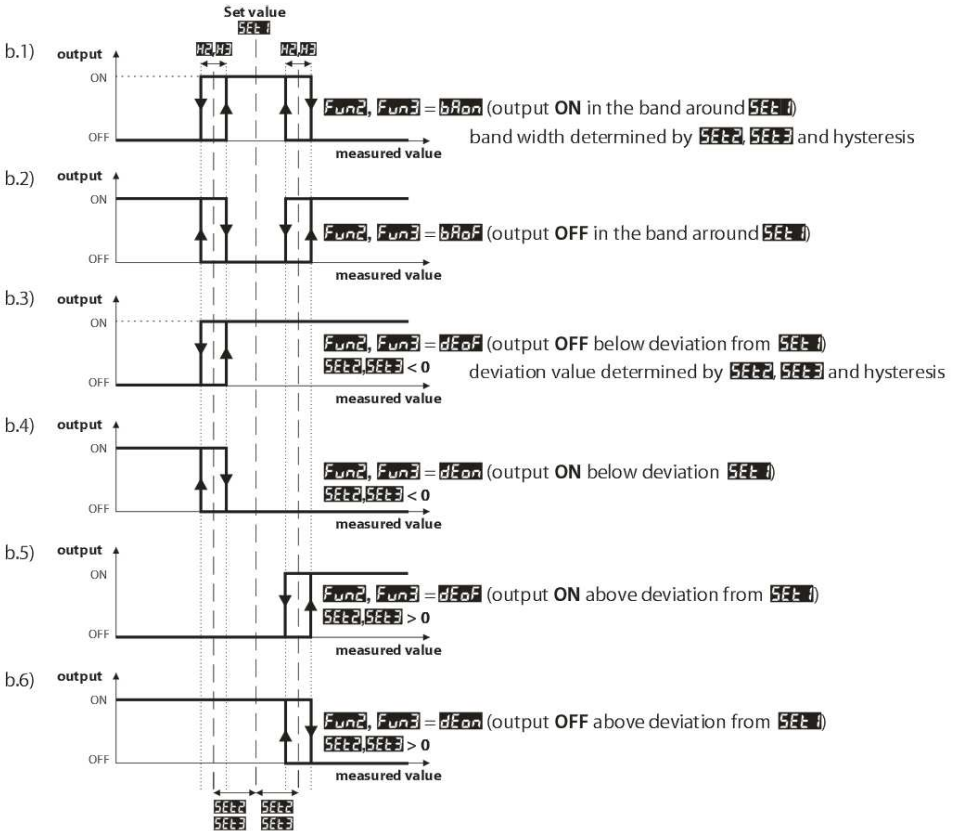 Set value
SEt1
H2,H3 H2,H3
b.1) output
ON
Fun2, Fun3 = bAon (output ON in the band around SEt1)
OFF
band width determined by SEt2, SEt3 and hysteresis
measured value
b.2) output
ON
Fun2, Fun3 = bAoF (output OFF in the band arround SEt1)
OFF
measured value
b.3) output
ON
Fun2, Fun3 = dEoF (output OFF below deviation from SEt1)
SEt2,SEt3 < 0 deviation value determined by SEt2, SEt3 and hysteresis
OFF
measured value
b.4) output
ON
Fun2, Fun3 = dEon (output ON below deviation SEt1)
SEt2,SEt3 < 0
OFF
measured value
b.5) output
ON
Fun2, Fun3 = dEoF (output ON above deviation from SEt1)
SEt2,SEt3 > 0
OFF
measured value
b.6) output
ON
Fun2, Fun3 = dEon (output OFF above deviation from SEt1)
SEt2,SEt3 > 0
OFF
measured value
SEt2 SEt2
SEt3 SEt3